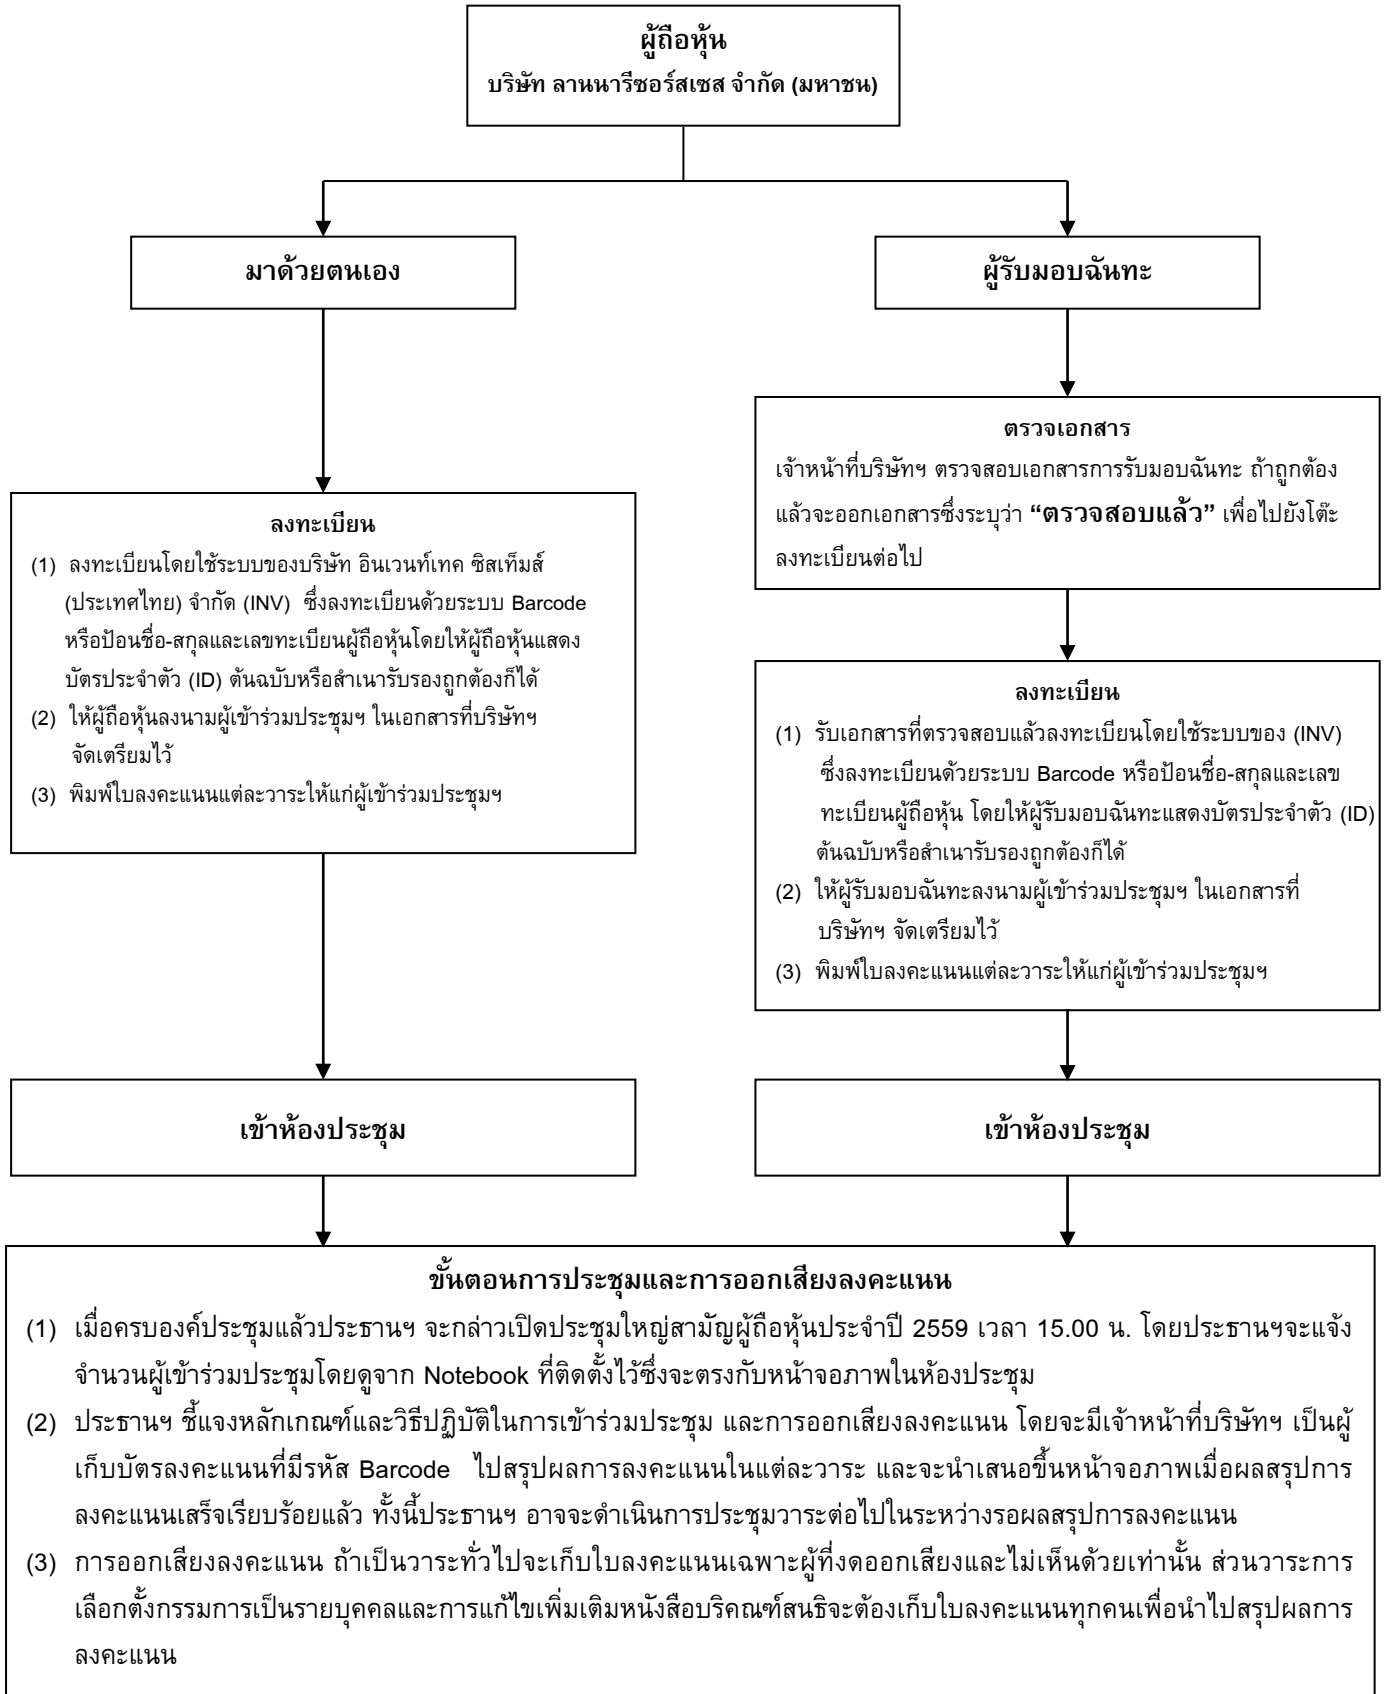 ผู้ถือหุ้น
บริษัท ลานนารีซอร์สเซส จำกัด (มหาชน)
มาด้วยตนเอง
ผู้รับมอบฉันทะ
ตรวจเอกสาร
เจ้าหน้าที่บริษัทฯ ตรวจสอบเอกสารการรับมอบฉันทะ ถ้าถูกต้อง
แล้วจะออกเอกสารซึ่งระบุว่า “ตรวจสอบแล้ว” เพื่อไปยังโต๊ะ
ลงทะเบียนต่อไป
ลงทะเบียน
(1) ลงทะเบียนโดยใช้ระบบของบริษัท อินเวนท์เทค ซิสเท็มส์
(ประเทศไทย) จำกัด (INV) ซึ่งลงทะเบียนด้วยระบบ Barcode
หรือป้อนชื่อ-สกุลและเลขทะเบียนผู้ถือหุ้นโดยให้ผู้ถือหุ้นแสดง
บัตรประจำตัว (ID) ต้นฉบับหรือสำเนารับรองถูกต้องก็ได้
(2) ให้ผู้ถือหุ้นลงนามผู้เข้าร่วมประชุมฯ ในเอกสารที่บริษัทฯ
จัดเตรียมไว้
(3) พิมพ์ใบลงคะแนนแต่ละวาระให้แก่ผู้เข้าร่วมประชุมฯ
ลงทะเบียน
(1) รับเอกสารที่ตรวจสอบแล้วลงทะเบียนโดยใช้ระบบของ (INV)
ซึ่งลงทะเบียนด้วยระบบ Barcode หรือป้อนชื่อ-สกุลและเลข
ทะเบียนผู้ถือหุ้น โดยให้ผู้รับมอบฉันทะแสดงบัตรประจำตัว (ID)
ต้นฉบับหรือสำเนารับรองถูกต้องก็ได้
(2) ให้ผู้รับมอบฉันทะลงนามผู้เข้าร่วมประชุมฯ ในเอกสารที่
บริษัทฯ จัดเตรียมไว้
(3) พิมพ์ใบลงคะแนนแต่ละวาระให้แก่ผู้เข้าร่วมประชุมฯ
เข้าห้องประชุม
เข้าห้องประชุม
ขั้นตอนการประชุมและการออกเสียงลงคะแนน
(1) เมื่อครบองค์ประชุมแล้วประธานฯ จะกล่าวเปิดประชุมใหญ่สามัญผู้ถือหุ้นประจำปี 2559 เวลา 15.00 น. โดยประธานฯจะแจ้ง
จำนวนผู้เข้าร่วมประชุมโดยดูจาก Notebook ที่ติดตั้งไว้ซึ่งจะตรงกับหน้าจอภาพในห้องประชุม
(2) ประธานฯ ชี้แจงหลักเกณฑ์และวิธีปฏิบัติในการเข้าร่วมประชุม และการออกเสียงลงคะแนน โดยจะมีเจ้าหน้าที่บริษัทฯ เป็นผู้
เก็บบัตรลงคะแนนที่มีรหัส Barcode ไปสรุปผลการลงคะแนนในแต่ละวาระ และจะนำเสนอขึ้นหน้าจอภาพเมื่อผลสรุปการ
ลงคะแนนเสร็จเรียบร้อยแล้ว ทั้งนี้ประธานฯ อาจจะดำเนินการประชุมวาระต่อไปในระหว่างรอผลสรุปการลงคะแนน
(3) การออกเสียงลงคะแนน ถ้าเป็นวาระทั่วไปจะเก็บใบลงคะแนนเฉพาะผู้ที่งดออกเสียงและไม่เห็นด้วยเท่านั้น ส่วนวาระการ
เลือกตั้งกรรมการเป็นรายบุคคลและการแก้ไขเพิ่มเติมหนังสือบริคณฑ์สนธิจะต้องเก็บใบลงคะแนนทุกคนเพื่อนำไปสรุปผลการ
ลงคะแนน